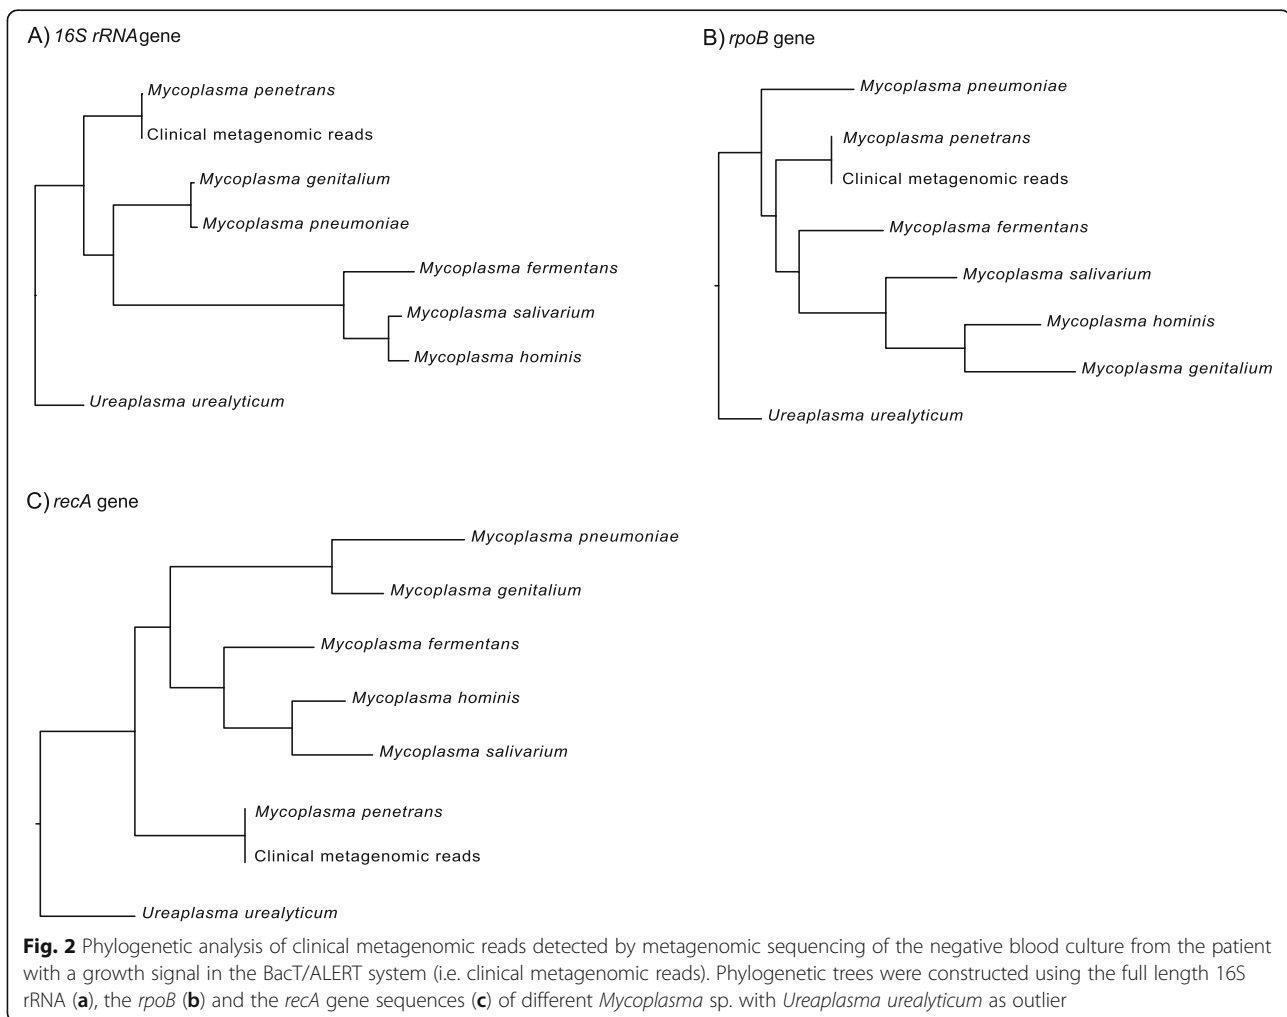 A) 16S rRNA gene
Mycoplasma penetrans
Clinical metagenomic reads
Mycoplasma genitalium
Mycoplasma pneumoniae
Mycoplasma fermentans
Mycoplasma salivarium
Mycoplasma hominis
Ureaplasma urealyticum
B) rpoB gene
Mycoplasma pneumoniae
Mycoplasma penetrans
Clinical metagenomic reads
Mycoplasma fermentans
Mycoplasma salivarium
Mycoplasma hominis
Mycoplasma genitalium
Ureaplasma urealyticum
C) recA gene
Mycoplasma pneumoniae
Mycoplasma genitalium
Mycoplasma fermentans
Mycoplasma hominis
Mycoplasma salivarium
Mycoplasma penetrans
Clinical metagenomic reads
Ureaplasma urealyticum
Fig. 2 Phylogenetic analysis of clinical metagenomic reads detected by metagenomic sequencing of the negative blood culture from the patient
with a growth signal in the BacT/ALERT system (i.e. clinical metagenomic reads). Phylogenetic trees were constructed using the full length 16S
rRNA (a), the rpoB (b) and the recA gene sequences (c) of different Mycoplasma sp. with Ureaplasma urealyticum as outlier